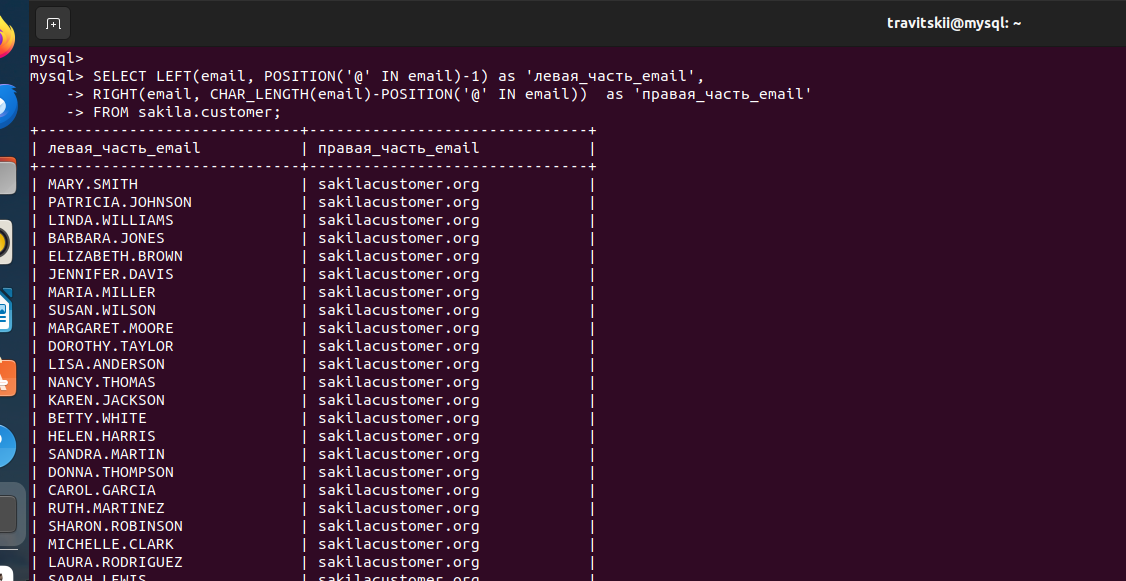 travitskii@mysql: ~
mysql>
mysql> SELECT LEFT(email, POSITION('@' IN email)-1) as 'левая_часть_email',
    -> RIGHT(email, CHAR_LENGTH(email)-POSITION('@' IN email))  as 'правая_часть_email'
    -> FROM sakila.customer;
+-----------------------------+-------------------------------+
| левая_часть_email           | правая_часть_email            |
+-----------------------------+-------------------------------+
| MARY.SMITH                  | sakilacustomer.org            |
| PATRICIA.JOHNSON            | sakilacustomer.org            |
| LINDA.WILLIAMS              | sakilacustomer.org            |
| BARBARA.JONES               | sakilacustomer.org            |
| ELIZABETH.BROWN             | sakilacustomer.org            |
| JENNIFER.DAVIS              | sakilacustomer.org            |
| MARIA.MILLER                | sakilacustomer.org            |
| SUSAN.WILSON                | sakilacustomer.org            |
| MARGARET.MOORE              | sakilacustomer.org            |
| DOROTHY.TAYLOR              | sakilacustomer.org            |
| LISA.ANDERSON               | sakilacustomer.org            |
| NANCY.THOMAS                | sakilacustomer.org            |
| KAREN.JACKSON               | sakilacustomer.org            |
| BETTY.WHITE                 | sakilacustomer.org            |
| HELEN.HARRIS                | sakilacustomer.org            |
| SANDRA.MARTIN               | sakilacustomer.org            |
| DONNA.THOMPSON              | sakilacustomer.org            |
| CAROL.GARCIA                | sakilacustomer.org            |
| RUTH.MARTINEZ               | sakilacustomer.org            |
| SHARON.ROBINSON             | sakilacustomer.org            |
| MICHELLE.CLARK              | sakilacustomer.org            |
| LAURA.RODRIGUEZ             | sakilacustomer.org            |
| SARAH.LEWIS                 | sakilacustomer.org            |